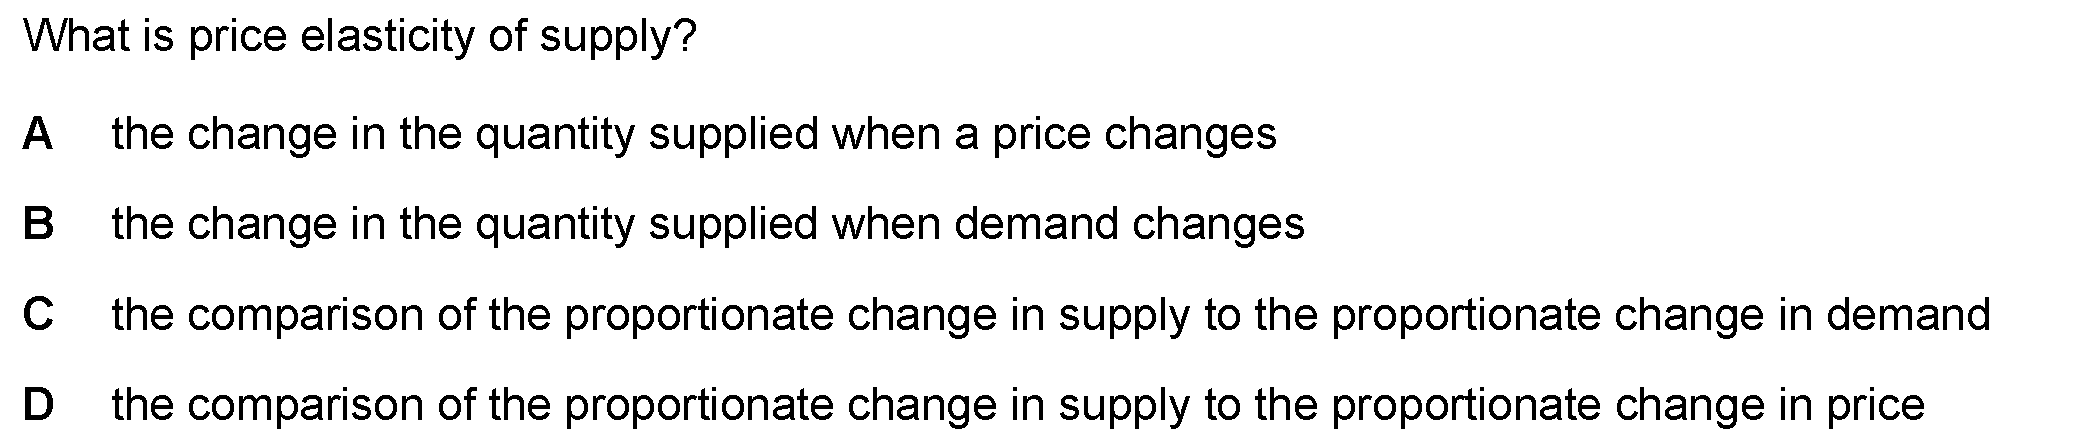 What is price elasticity of supply?
A the change in the quantity supplied when a price changes
B the change in the quantity supplied when demand changes
C the comparison of the proportionate change in supply to the proportionate change in demand
D the comparison of the proportionate change in supply to the proportionate change in price